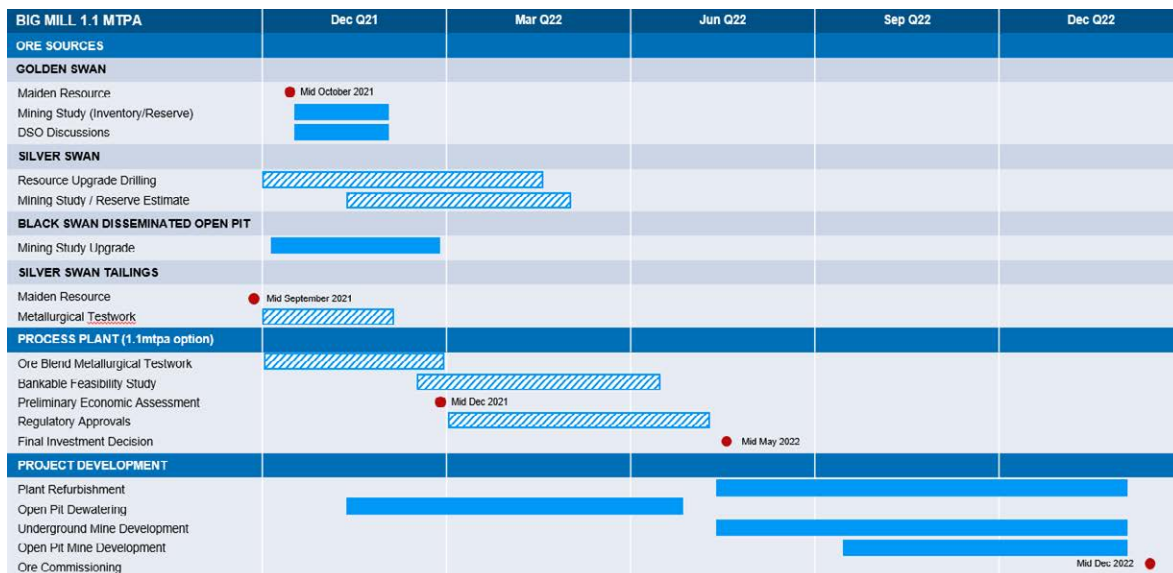 BIG MILL 1.1 MTPA Dec Q21 Mar Q22 Jun Q22 Sep Q22 Dec Q22
ORE SOURCES
GOLDEN SWAN
Maiden Resource Mid October 2021
Mining Study (Inventory/Reserve)
DSO Discussions
SILVER SWAN
Resource Upgrade Drilling
Mining Study / Reserve Estimate
BLACK SWAN DISSEMINATED OPEN PIT
Mining Study Upgrade
SILVER SWAN TAILINGS
Maiden Resource Mid September 2021
Metallurgical Testwork
PROCESS PLANT (1.1mtpa option)
Ore Blend Metallurgical Testwork
Bankable Feasibility Study
Preliminary Economic Assessment Mid Dec 2021
Regulatory Approvals
Final Investment Decision Mid May 2022
PROJECT DEVELOPMENT
Plant Refurbishment
Open Pit Dewatering
Underground Mine Development
Open Pit Mine Development
Ore Commissioning Mid Dec 2022